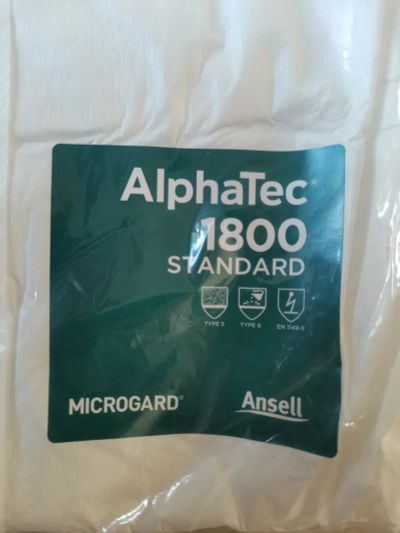 AlphaTec®
1800
STANDARD
TYPE 5 TYPE 6 EN 1149-5
MICROGARD® Ansell